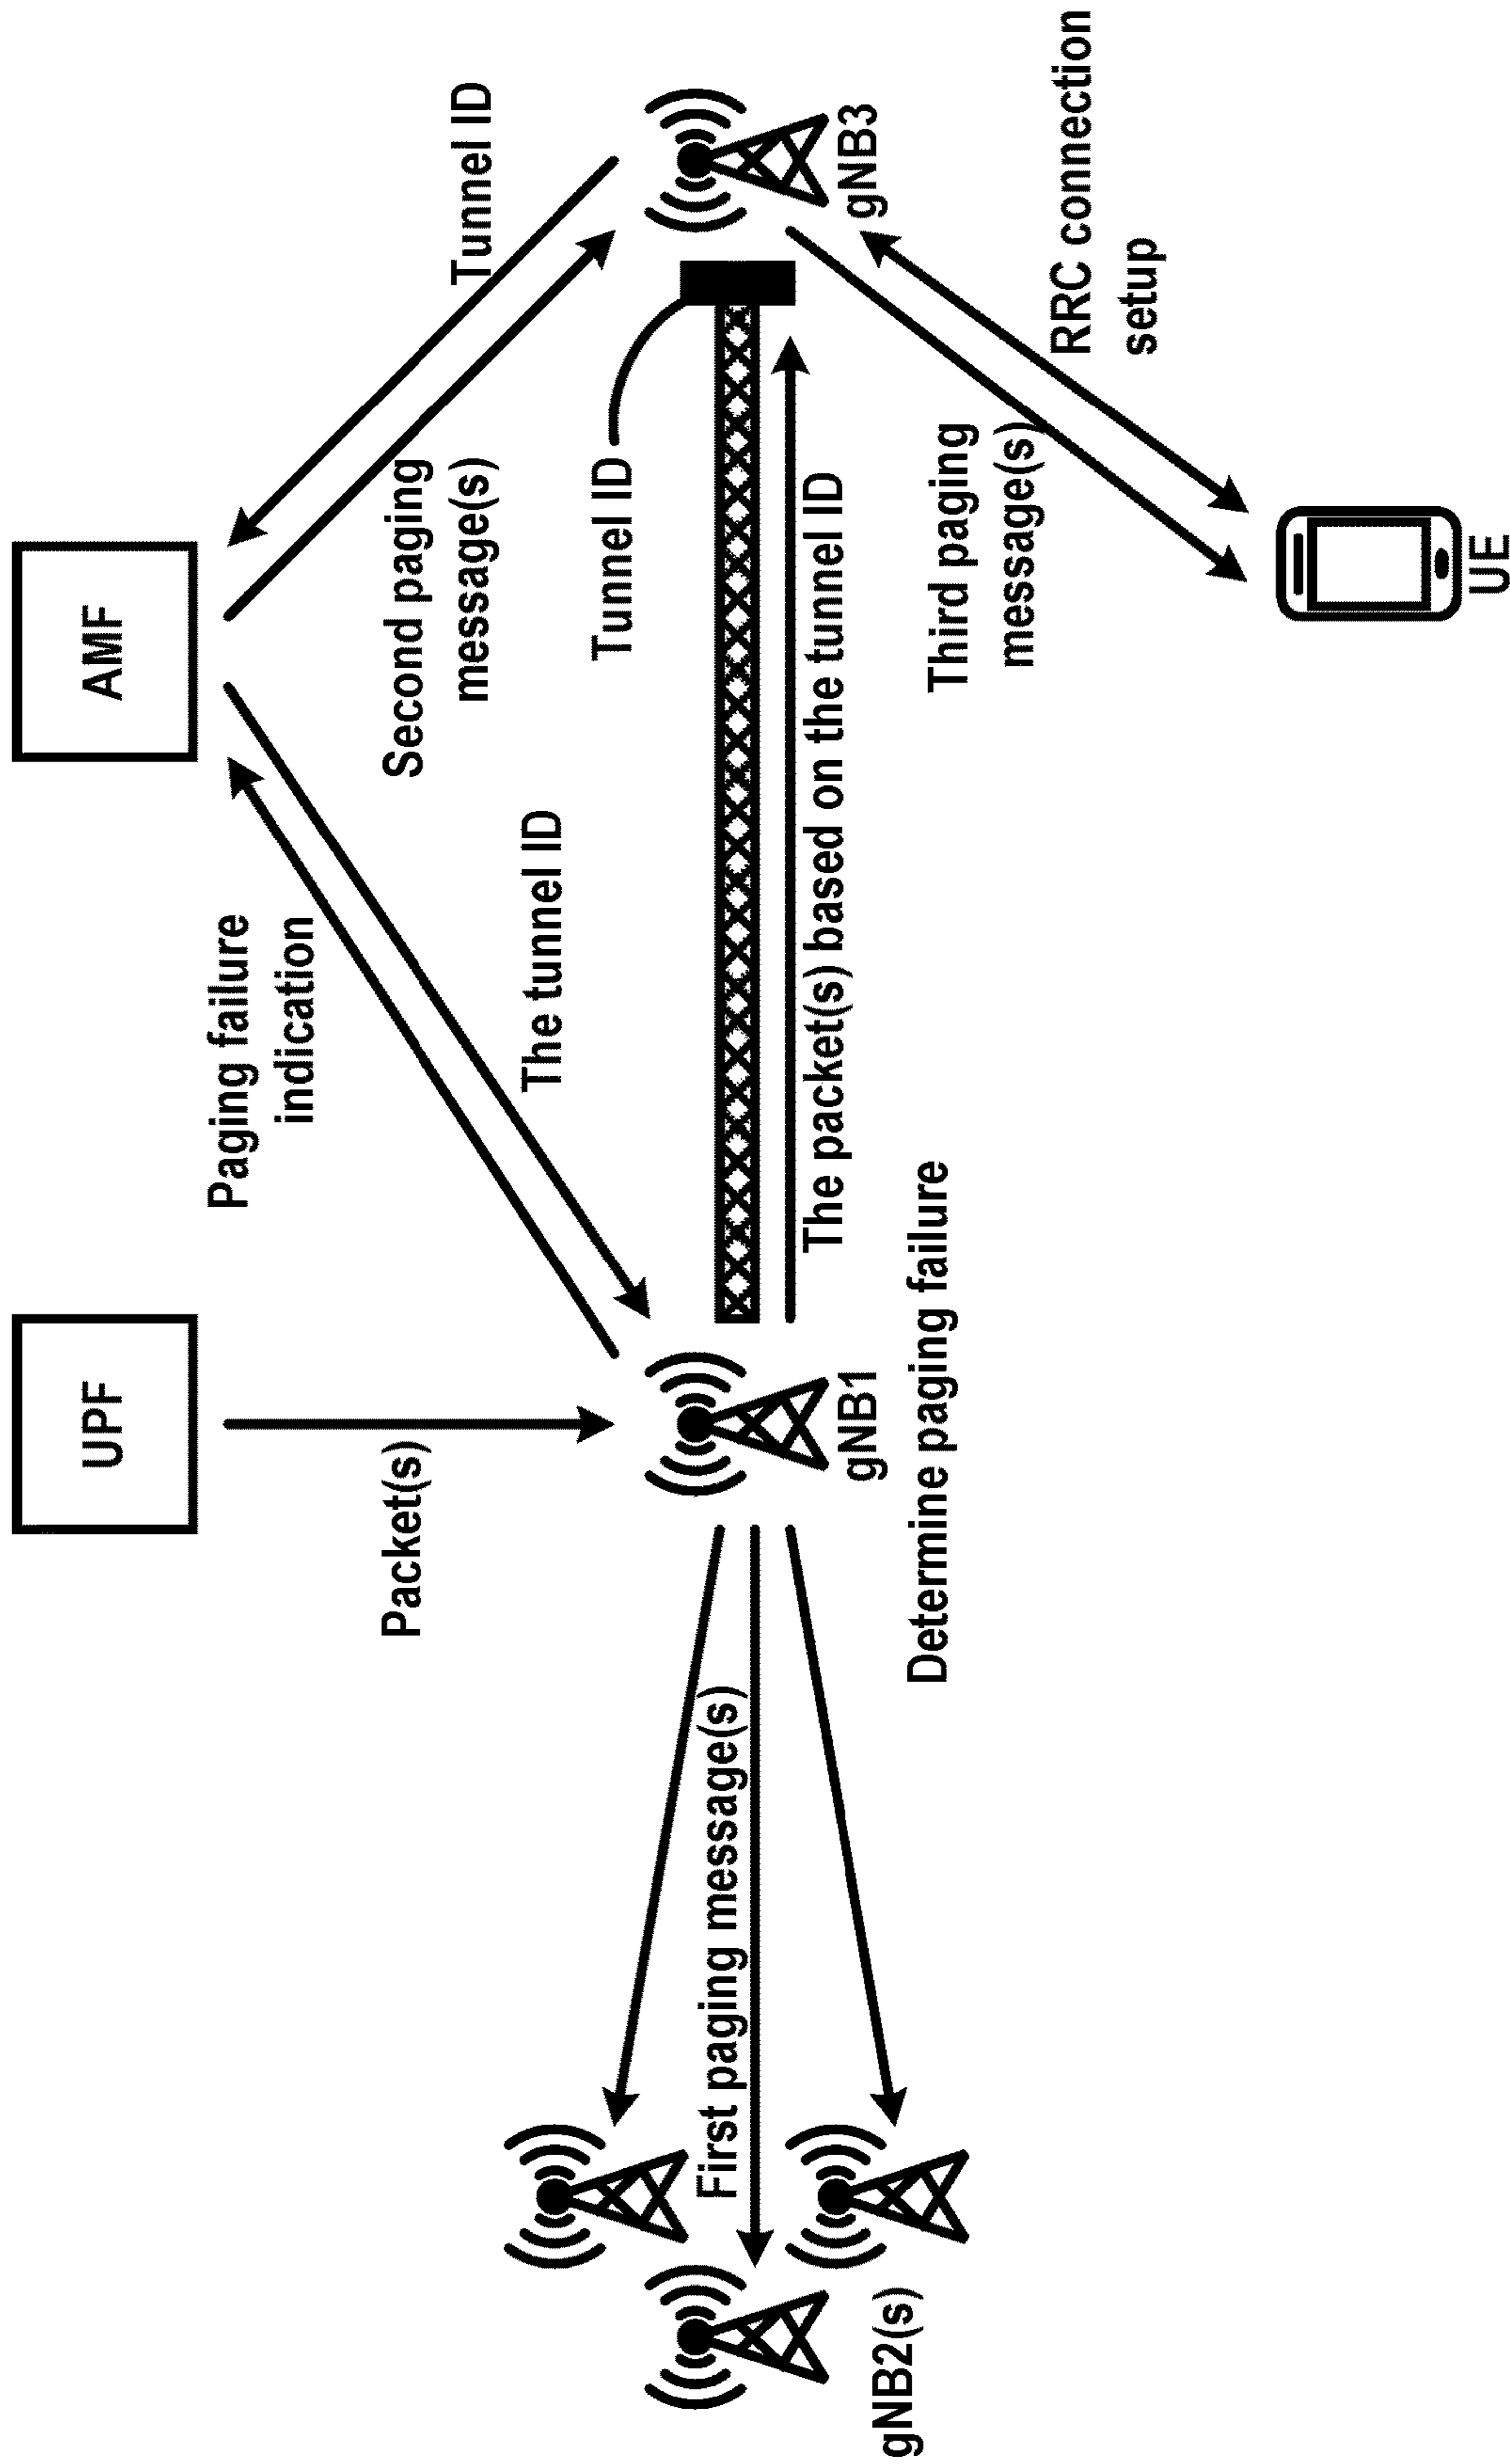 UPF
AMF
Packet(s)
Paging failure
indication
The tunnel ID
Second paging
message(s)
Tunnel ID
Tunnel ID
First paging message(s)
gNB2(s)
gNB1
gNB3
The packet(s) based on the tunnel ID
Determine paging failure
Third paging
message(s)
RRC connection
setup
UE